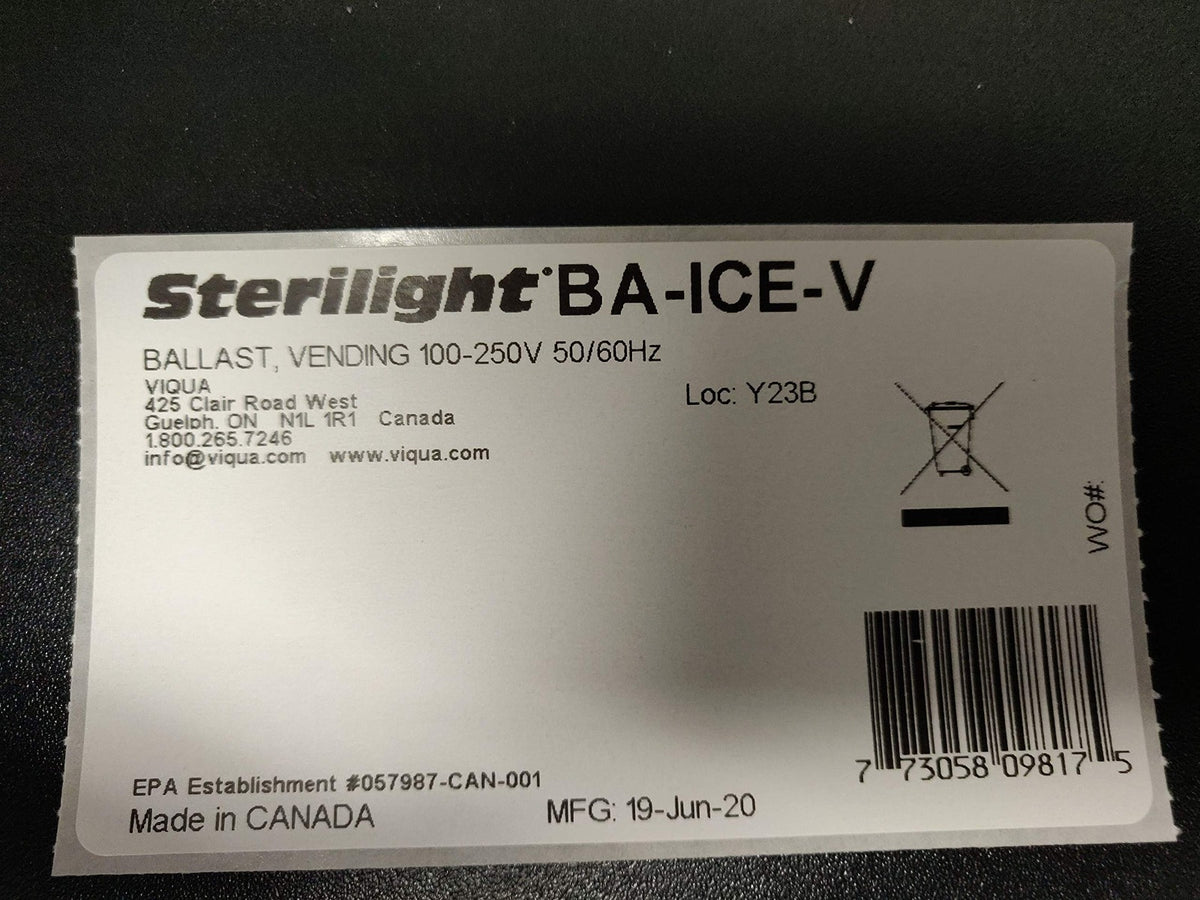 Sterilight® BA-ICE-V
BALLAST, VENDING 100-250V 50/60Hz
VIQUA
425 Clair Road West
Guelph, ON N1L 1R1 Canada
1.800.265.7246
info@viqua.com www.viqua.com
Loc: Y23B
WO#:
7 73058 09817 5
EPA Establishment #057987-CAN-001
Made in CANADA MFG: 19-Jun-20